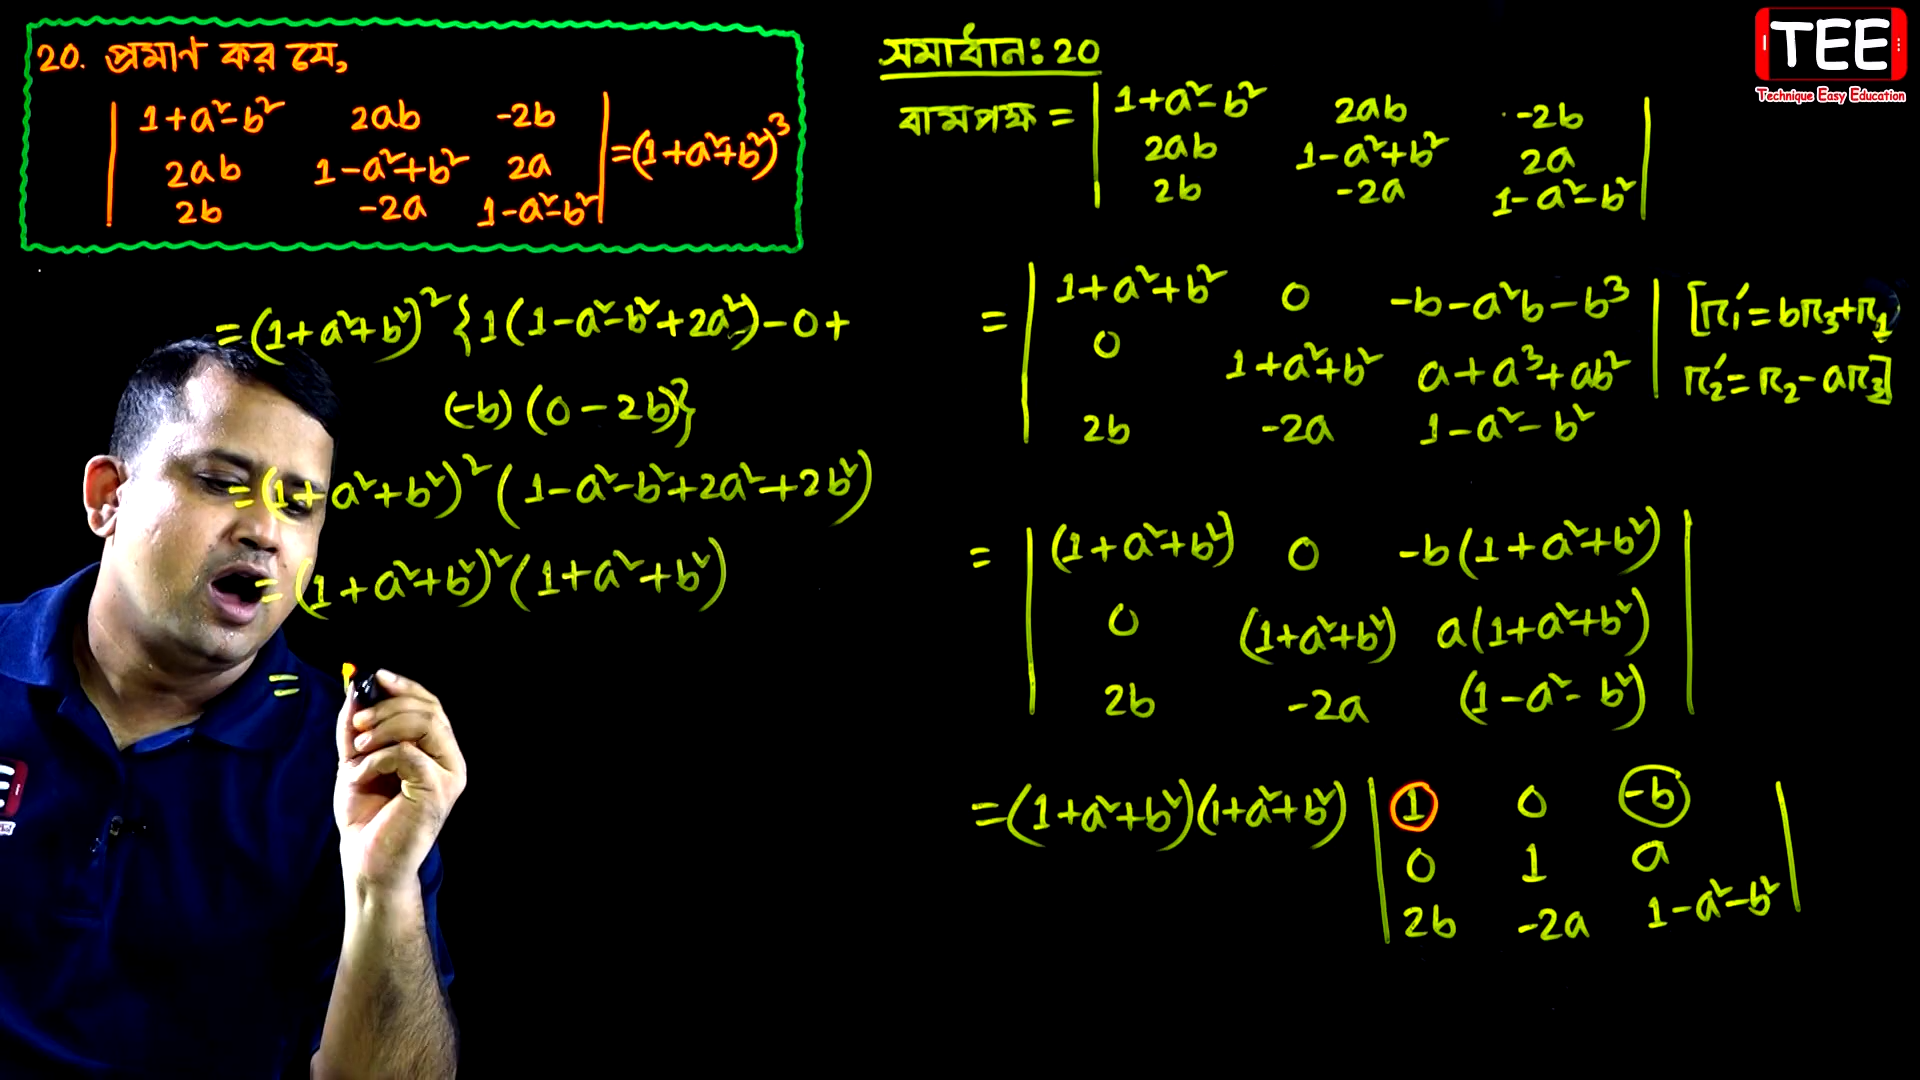 20. প্রমাণ কর যে,
| 1+a²-b² 2ab -2b |
| 2ab 1-a²+b² 2a | =(1+a²+b²)³
| 2b -2a 1-a²-b² |
সমাধান: 20
বামপক্ষ = | 1+a²-b² 2ab -2b |
| 2ab 1-a²+b² 2a |
| 2b -2a 1-a²-b² |
= | 1+a²+b² 0 -b-a²b-b³ | [r₁′=br₃+r₁
| 0 1+a²+b² a+a³+ab² | r₂′=r₂-ar₃]
| 2b -2a 1-a²-b² |
= | (1+a²+b²) 0 -b(1+a²+b²) |
| 0 (1+a²+b²) a(1+a²+b²) |
| 2b -2a (1-a²-b²) |
=(1+a²+b²)(1+a²+b²) | 1 0 -b |
| 0 1 a |
| 2b -2a 1-a²-b² |
=(1+a²+b²)²{1(1-a²-b²+2a²)-0+
(-b)(0-2b)}
=(1+a²+b²)²(1-a²-b²+2a²+2b²)
=(1+a²+b²)²(1+a²+b²)
=
TEE
Technique Easy Education